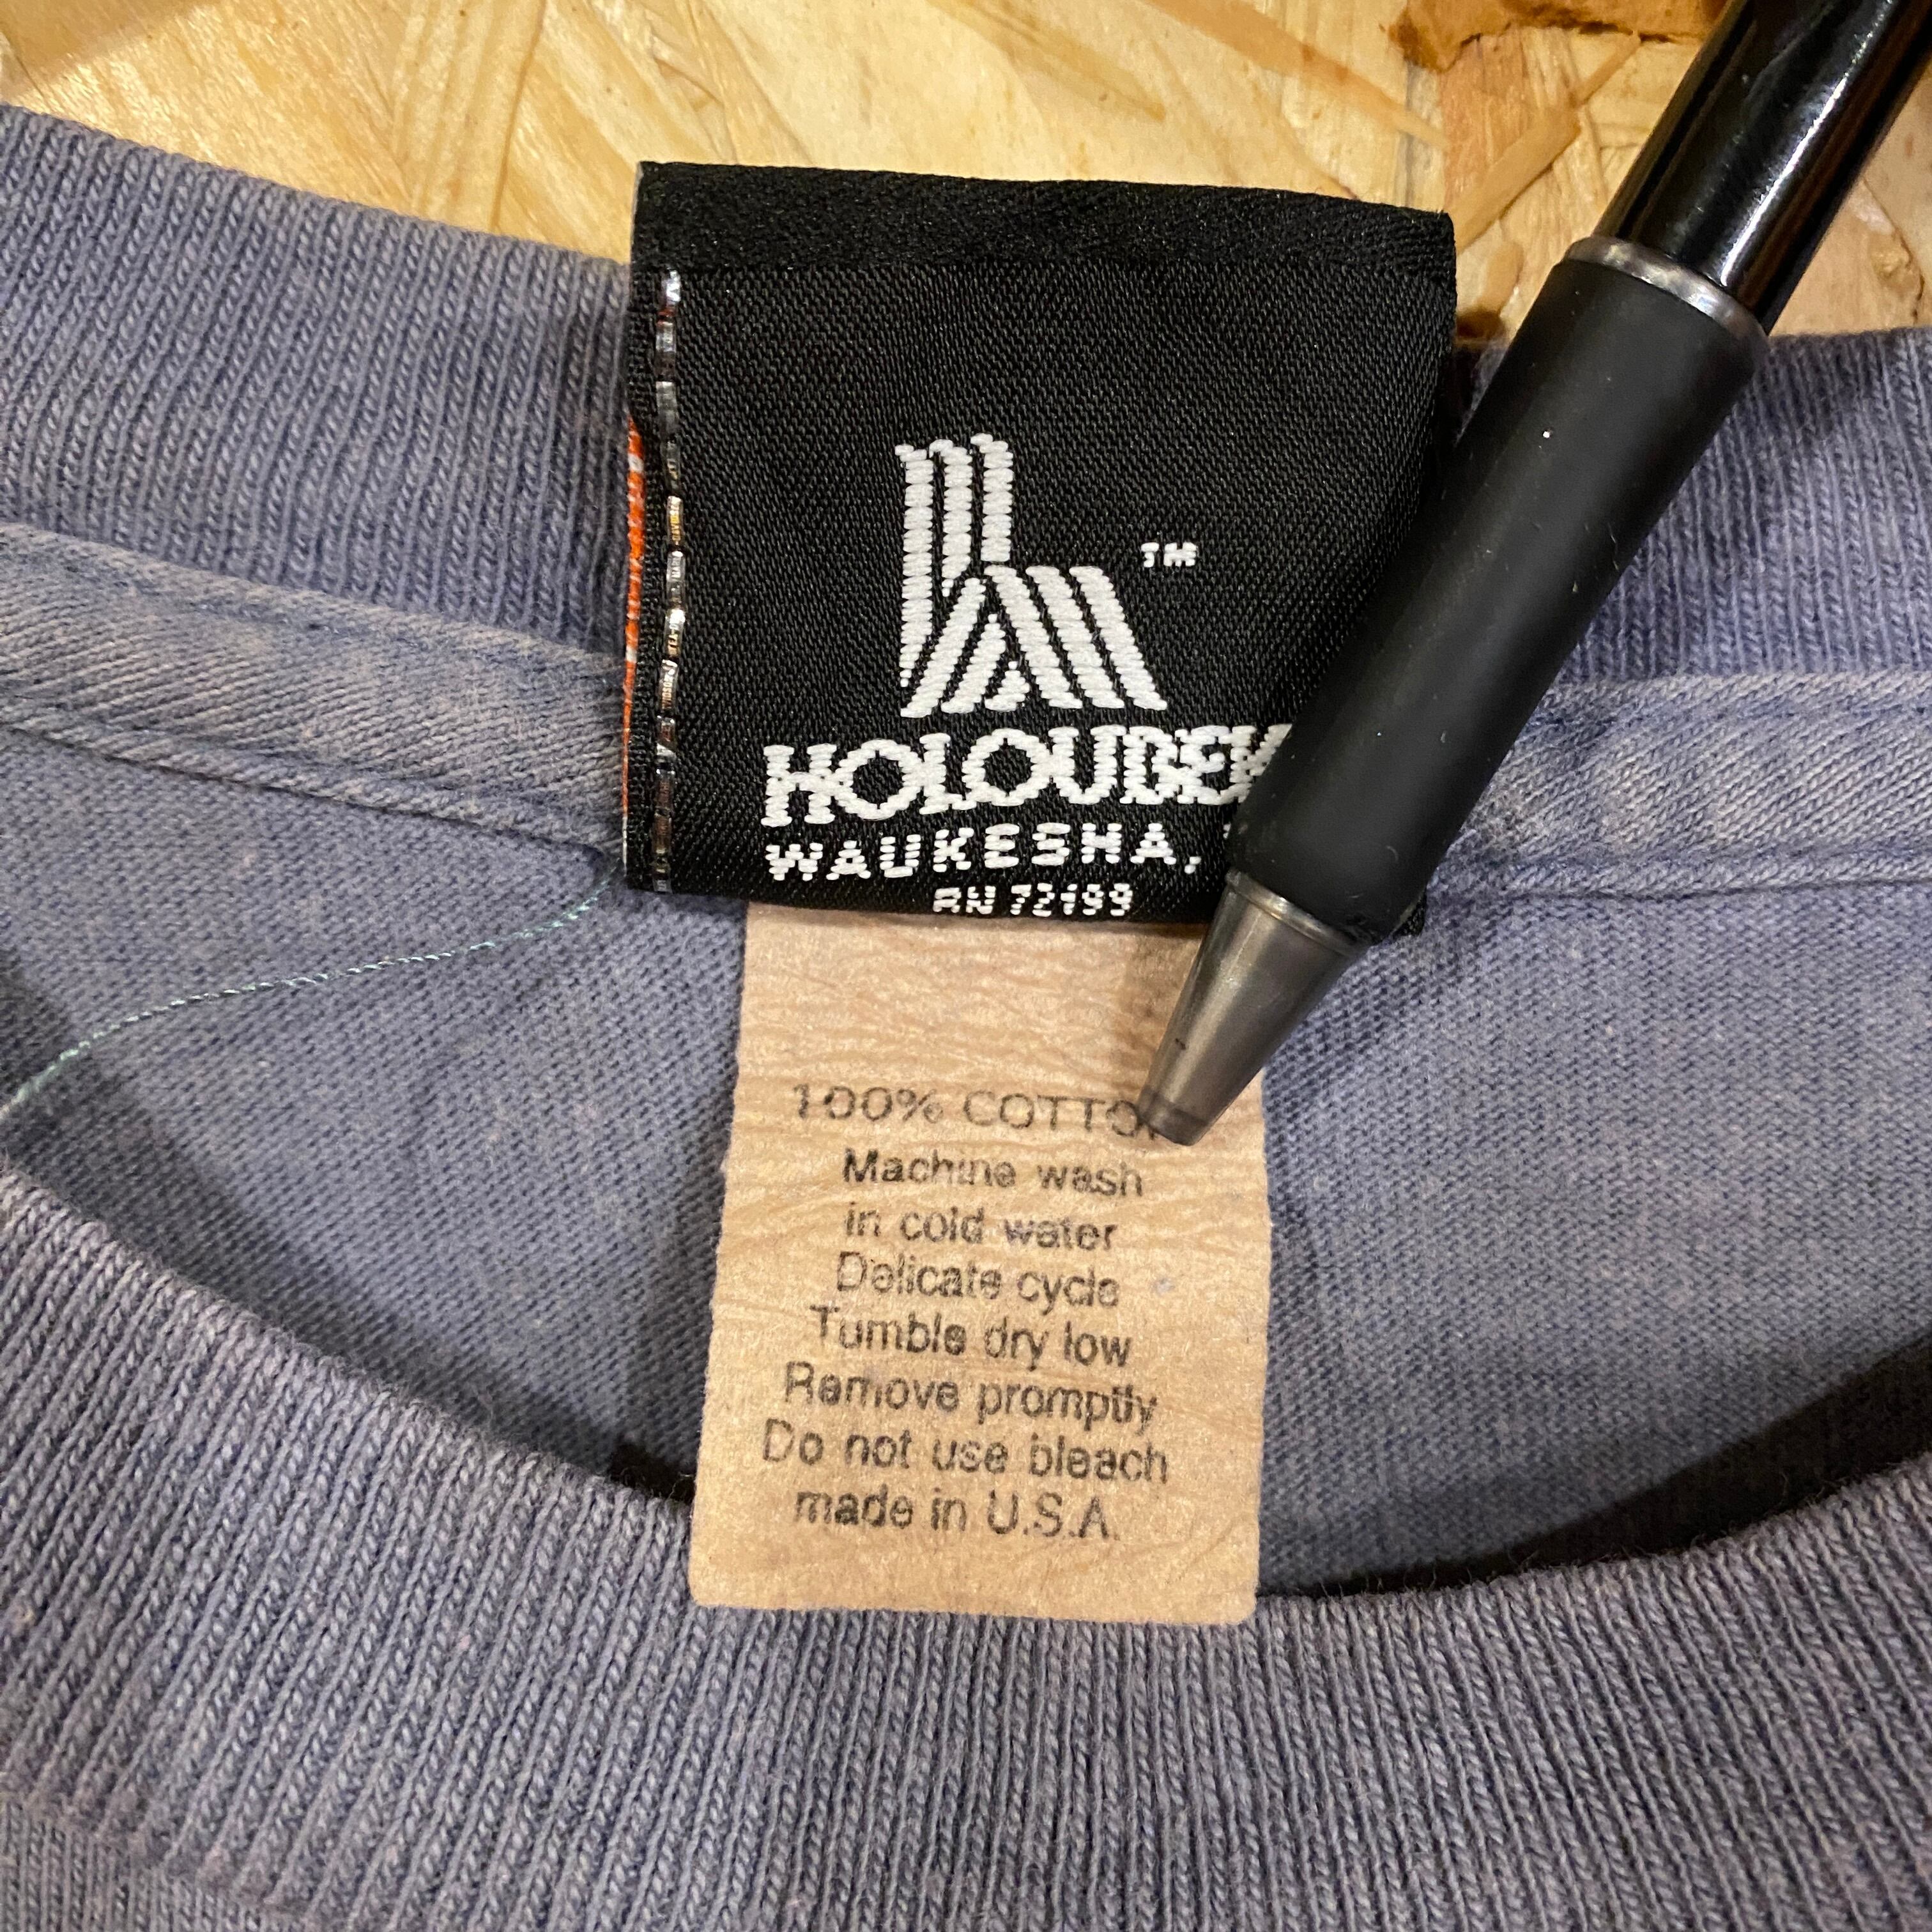 TM
HOLOUBEK
WAUKESHA,
RN 72199
100% COTTON
Machine wash
in cold water
Delicate cycle
Tumble dry low
Remove promptly
Do not use bleach
made in U.S.A.